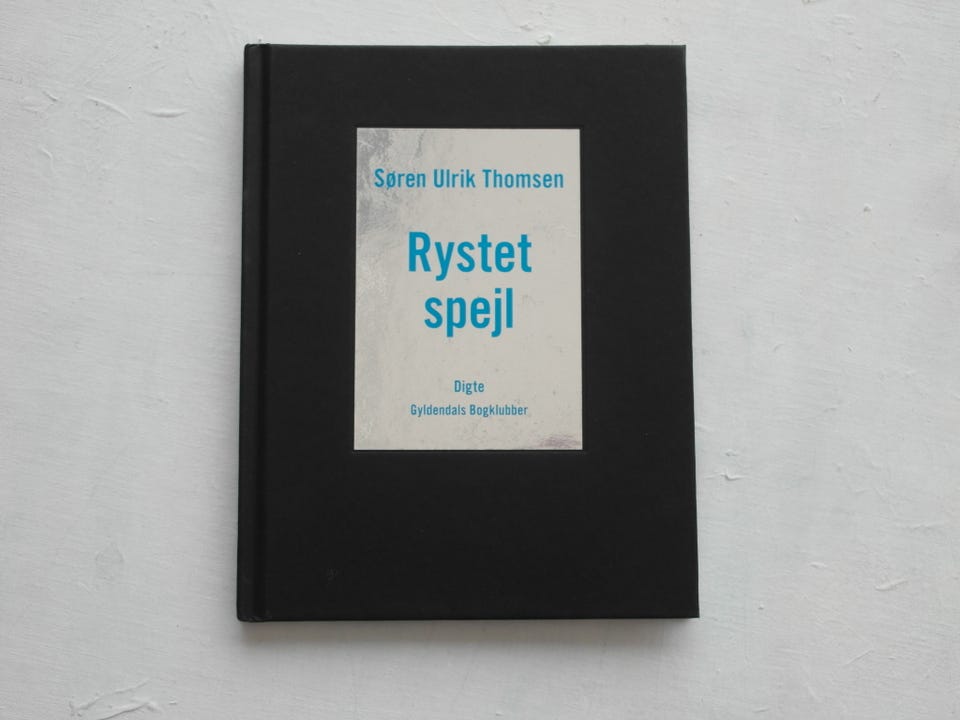 Søren Ulrik Thomsen
Rystet
spejl
Digte
Gyldendals Bogklubber